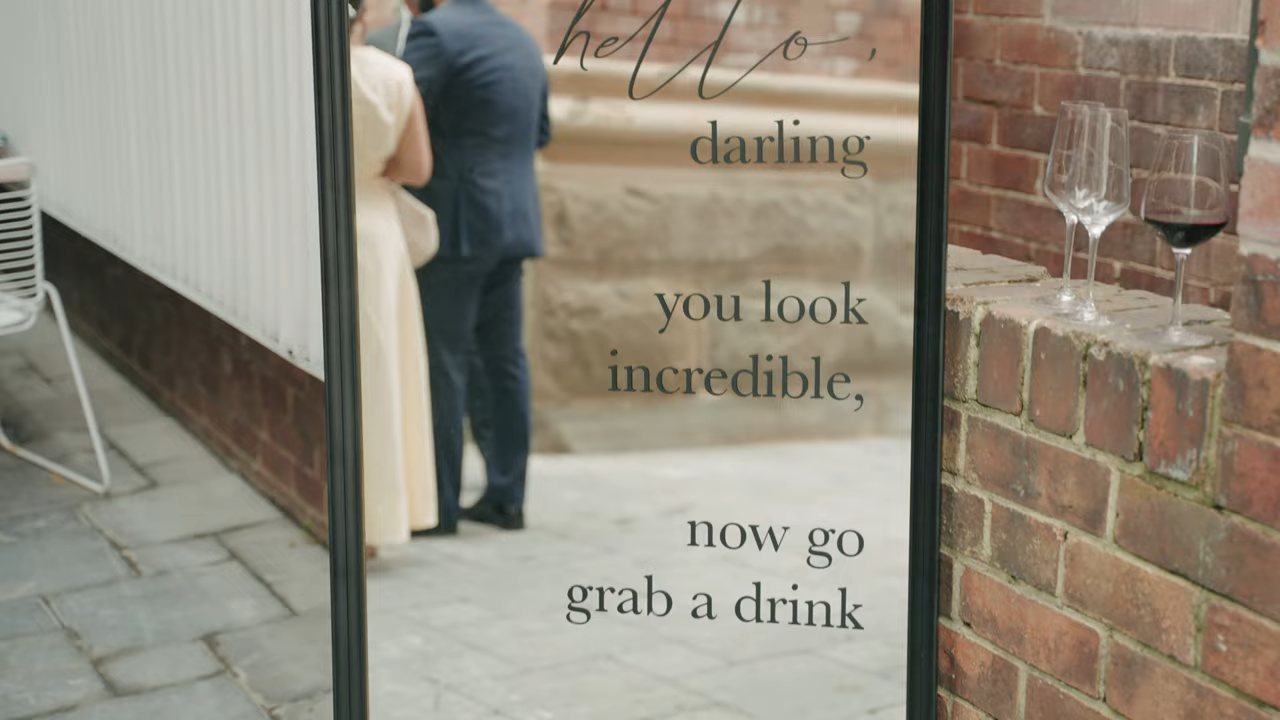 hello,
darling
you look
incredible,
now go
grab a drink